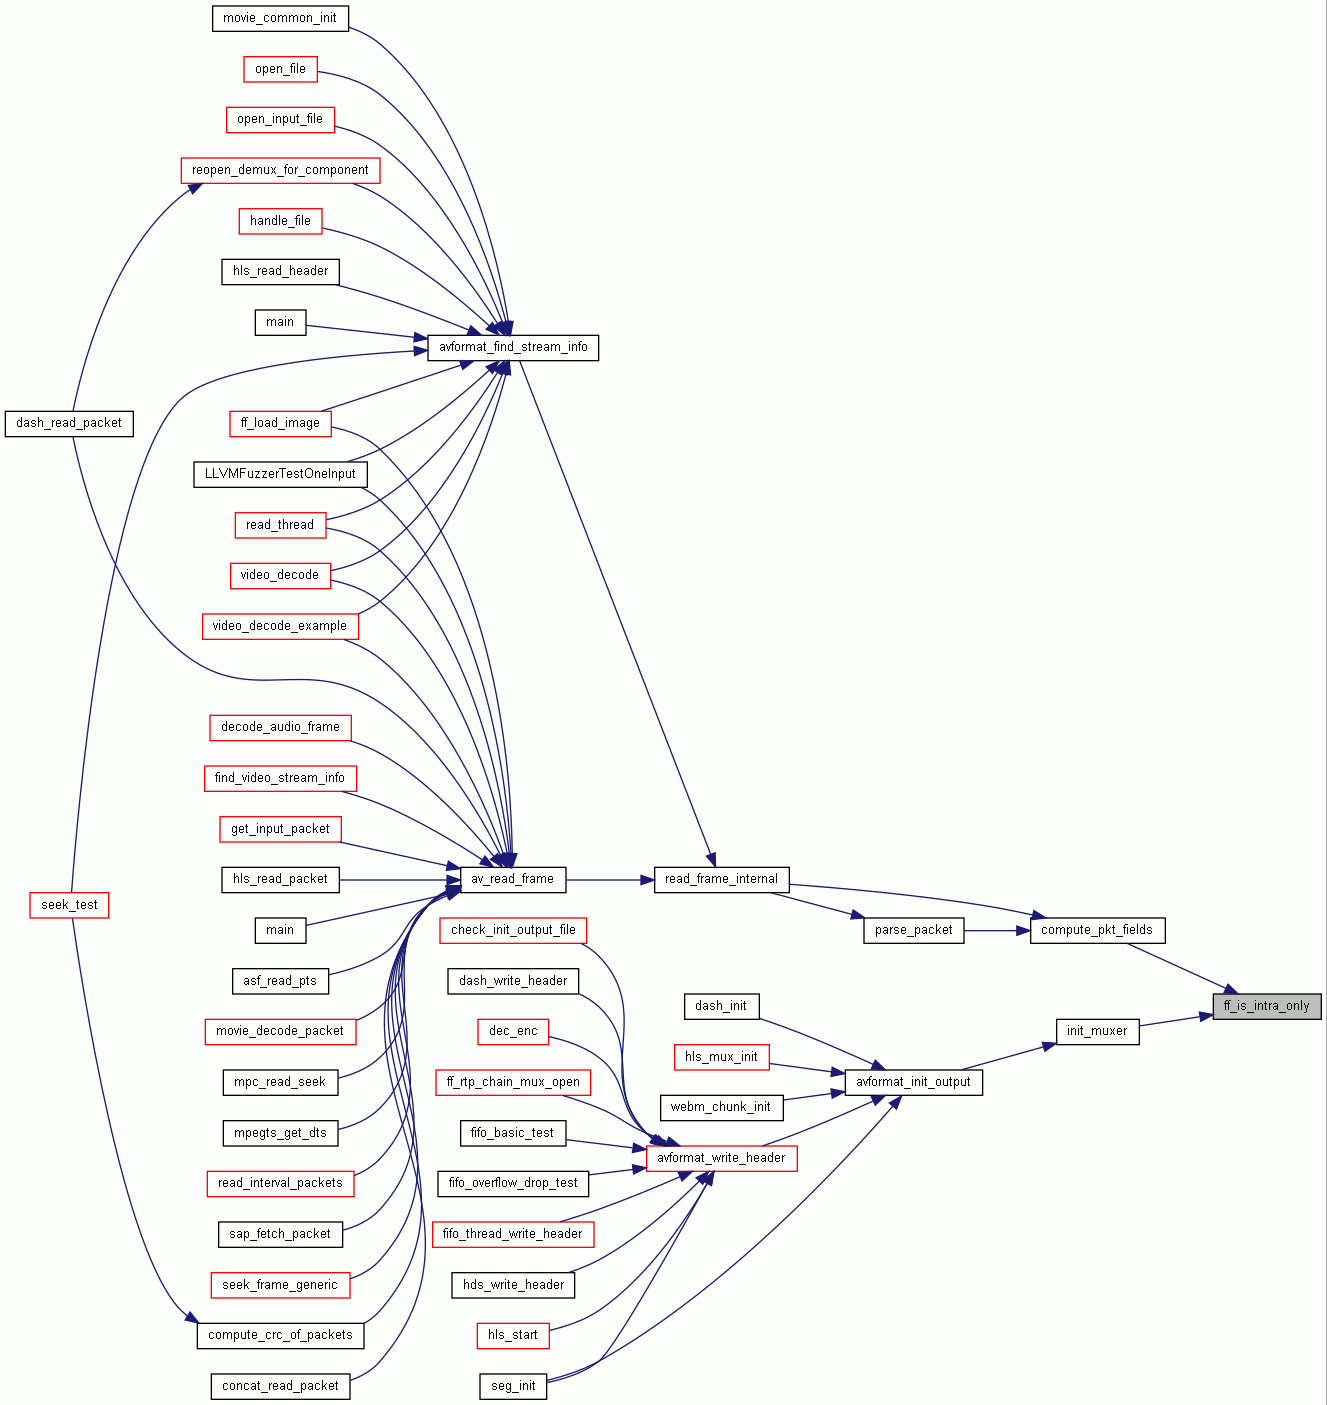 movie_common_init
open_file
open_input_file
reopen_demux_for_component
handle_file
hls_read_header
main
avformat_find_stream_info
dash_read_packet
ff_load_image
LLVMFuzzerTestOneInput
read_thread
video_decode
video_decode_example
decode_audio_frame
find_video_stream_info
get_input_packet
hls_read_packet
av_read_frame
read_frame_internal
seek_test
main
check_init_output_file
parse_packet
compute_pkt_fields
asf_read_pts
dash_write_header
dash_init
ff_is_intra_only
movie_decode_packet
dec_enc
hls_mux_init
init_muxer
mpc_read_seek
ff_rtp_chain_mux_open
webm_chunk_init
avformat_init_output
mpegts_get_dts
fifo_basic_test
avformat_write_header
read_interval_packets
fifo_overflow_drop_test
sap_fetch_packet
fifo_thread_write_header
seek_frame_generic
hds_write_header
compute_crc_of_packets
hls_start
concat_read_packet
seg_init